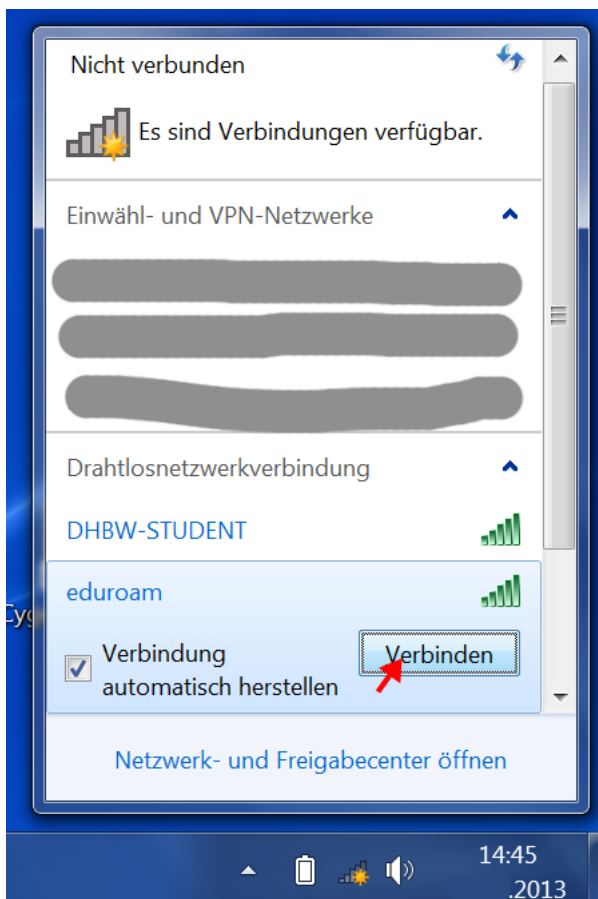 Nicht verbunden
Es sind Verbindungen verfügbar.
Einwähl- und VPN-Netzwerke
Drahtlosnetzwerkverbindung
DHBW-STUDENT
eduroam
Cyg
Verbindung
automatisch herstellen
Verbinden
Netzwerk- und Freigabecenter öffnen
14:45
.2013